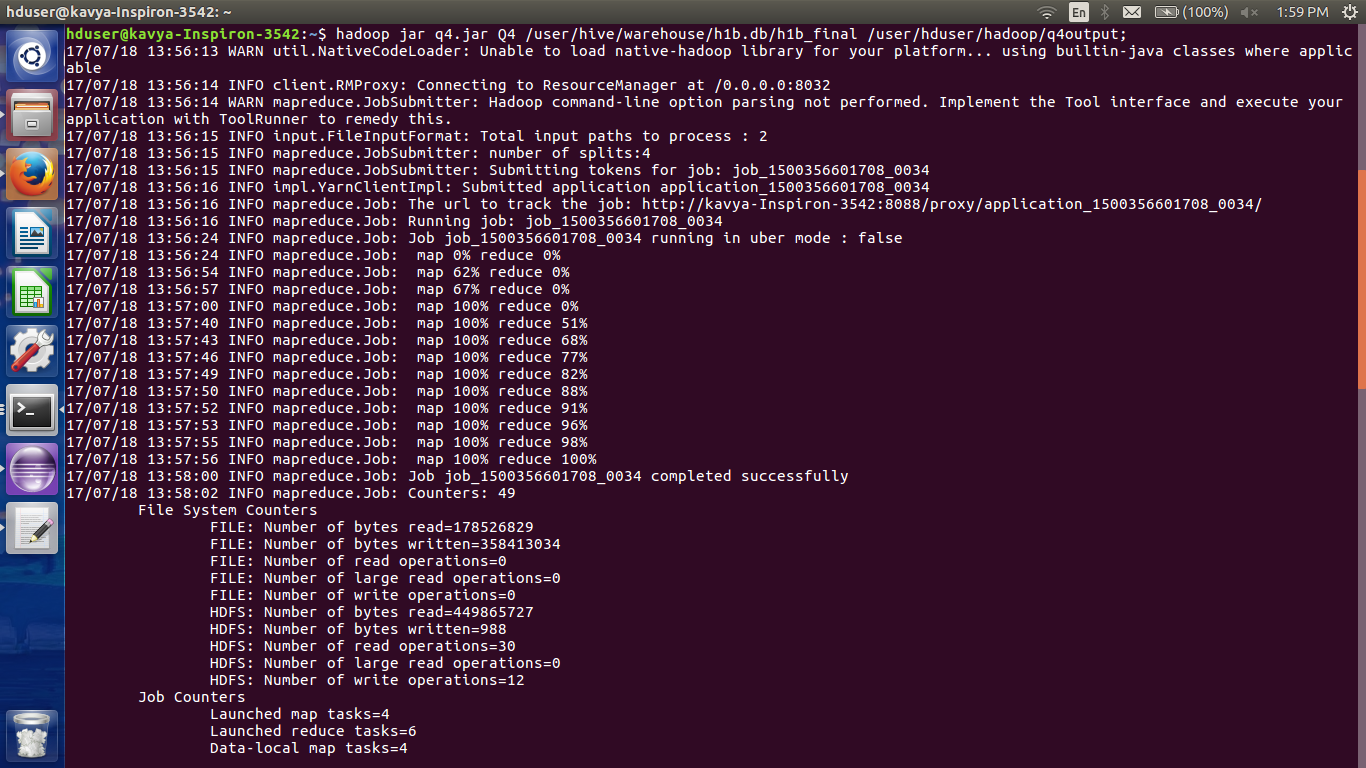 hduser@kavya-Inspiron-3542: ~
En
(100%)
1:59 PM
hduser@kavya-Inspiron-3542:~$ hadoop jar q4.jar Q4 /user/hive/warehouse/h1b.db/h1b_final /user/hduser/hadoop/q4output;
17/07/18 13:56:13 WARN util.NativeCodeLoader: Unable to load native-hadoop library for your platform... using builtin-java classes where applic
able
17/07/18 13:56:14 INFO client.RMProxy: Connecting to ResourceManager at /0.0.0.0:8032
17/07/18 13:56:14 WARN mapreduce.JobSubmitter: Hadoop command-line option parsing not performed. Implement the Tool interface and execute your
application with ToolRunner to remedy this.
17/07/18 13:56:15 INFO input.FileInputFormat: Total input paths to process : 2
17/07/18 13:56:15 INFO mapreduce.JobSubmitter: number of splits:4
17/07/18 13:56:15 INFO mapreduce.JobSubmitter: Submitting tokens for job: job_1500356601708_0034
17/07/18 13:56:16 INFO impl.YarnClientImpl: Submitted application application_1500356601708_0034
17/07/18 13:56:16 INFO mapreduce.Job: The url to track the job: http://kavya-Inspiron-3542:8088/proxy/application_1500356601708_0034/
17/07/18 13:56:16 INFO mapreduce.Job: Running job: job_1500356601708_0034
17/07/18 13:56:24 INFO mapreduce.Job: Job job_1500356601708_0034 running in uber mode : false
17/07/18 13:56:24 INFO mapreduce.Job:  map 0% reduce 0%
17/07/18 13:56:54 INFO mapreduce.Job:  map 62% reduce 0%
17/07/18 13:56:57 INFO mapreduce.Job:  map 67% reduce 0%
17/07/18 13:57:00 INFO mapreduce.Job:  map 100% reduce 0%
17/07/18 13:57:40 INFO mapreduce.Job:  map 100% reduce 51%
17/07/18 13:57:43 INFO mapreduce.Job:  map 100% reduce 68%
17/07/18 13:57:46 INFO mapreduce.Job:  map 100% reduce 77%
17/07/18 13:57:49 INFO mapreduce.Job:  map 100% reduce 82%
17/07/18 13:57:50 INFO mapreduce.Job:  map 100% reduce 88%
17/07/18 13:57:52 INFO mapreduce.Job:  map 100% reduce 91%
17/07/18 13:57:53 INFO mapreduce.Job:  map 100% reduce 96%
17/07/18 13:57:55 INFO mapreduce.Job:  map 100% reduce 98%
17/07/18 13:57:56 INFO mapreduce.Job:  map 100% reduce 100%
17/07/18 13:58:00 INFO mapreduce.Job: Job job_1500356601708_0034 completed successfully
17/07/18 13:58:02 INFO mapreduce.Job: Counters: 49
File System Counters
FILE: Number of bytes read=178526829
FILE: Number of bytes written=358413034
FILE: Number of read operations=0
FILE: Number of large read operations=0
FILE: Number of write operations=0
HDFS: Number of bytes read=449865727
HDFS: Number of bytes written=988
HDFS: Number of read operations=30
HDFS: Number of large read operations=0
HDFS: Number of write operations=12
Job Counters
Launched map tasks=4
Launched reduce tasks=6
Data-local map tasks=4